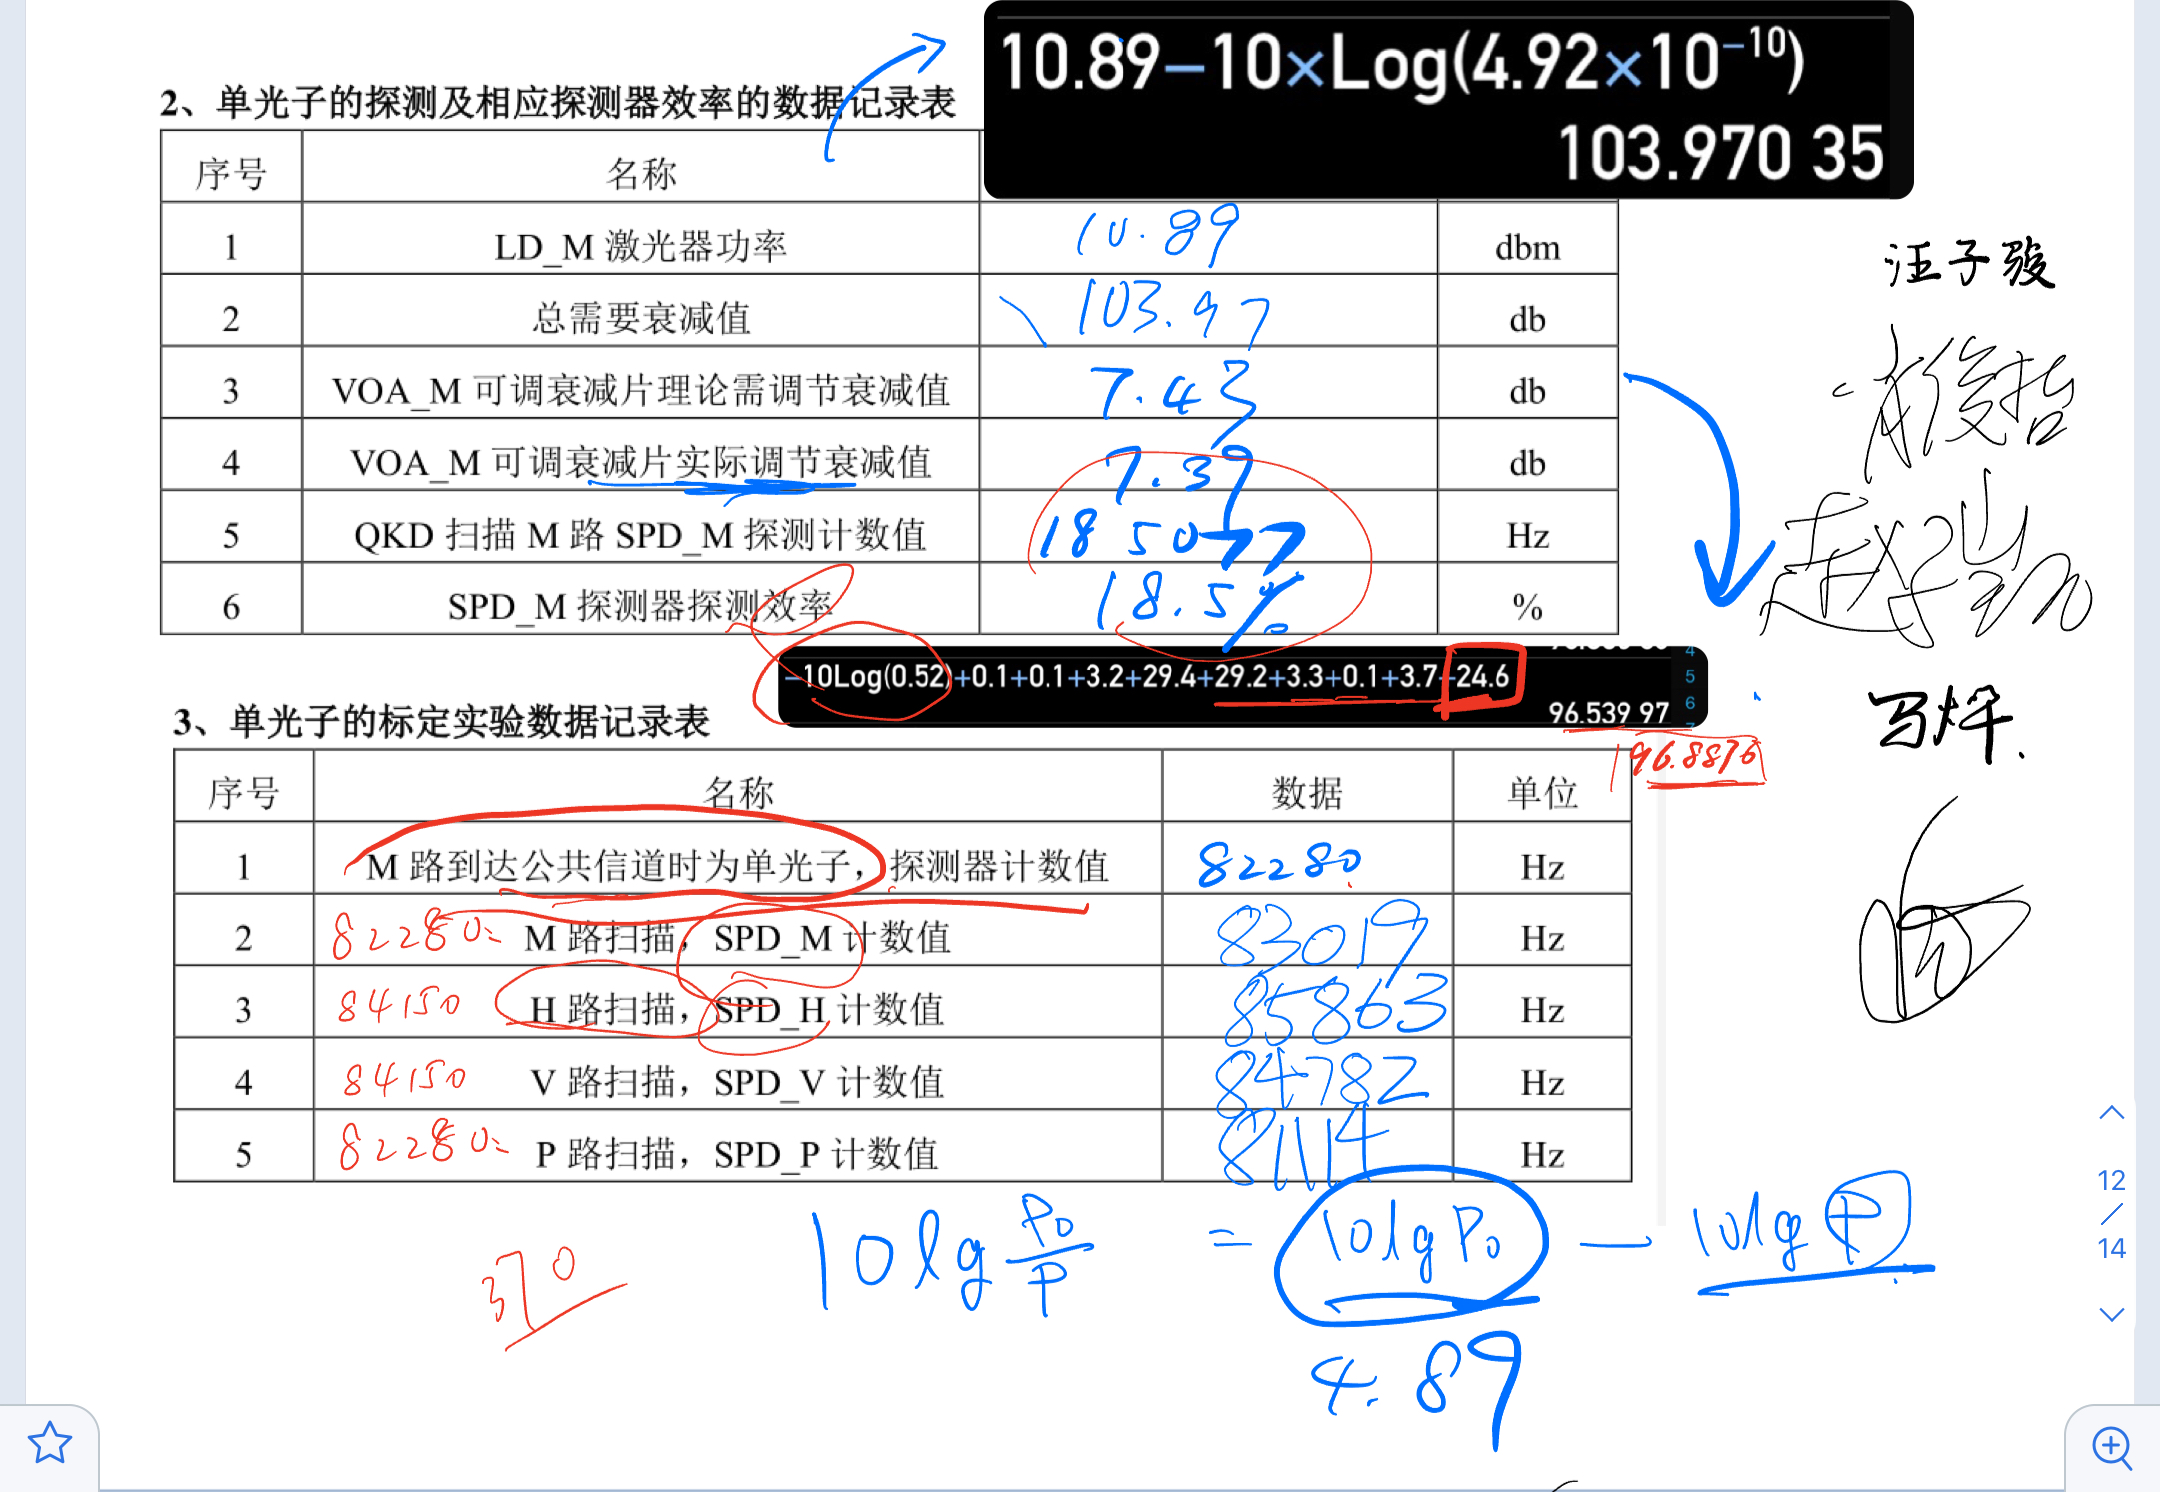 10.89−10×Log(4.92×10⁻¹⁰)
103.970 35
2、单光子的探测及相应探测器效率的数据记录表
序号 名称
1 LD_M 激光器功率 10.89 dbm
2 总需要衰减值 103.97 db
3 VOA_M 可调衰减片理论需调节衰减值 7.43 db
4 VOA_M 可调衰减片实际调节衰减值 7.39 db
5 QKD 扫描 M 路 SPD_M 探测计数值 185077 Hz
6 SPD_M 探测器探测效率 18.5% %
汪子骏
−10Log(0.52)+0.1+0.1+3.2+29.4+29.2+3.3+0.1+3.7+24.6
96.539 97
4
5
6
96.8876
3、单光子的标定实验数据记录表
序号 名称 数据 单位
1 M 路到达公共信道时为单光子，探测器计数值 82280 Hz
2 82280 M 路扫描，SPD_M 计数值 83019 Hz
3 84150 H 路扫描，SPD_H 计数值 85863 Hz
4 84150 V 路扫描，SPD_V 计数值 84782 Hz
5 82280 P 路扫描，SPD_P 计数值 81114 Hz
10lg P₀/P = 10lg P₀ − 10lg P
370
4.89
12
/
14